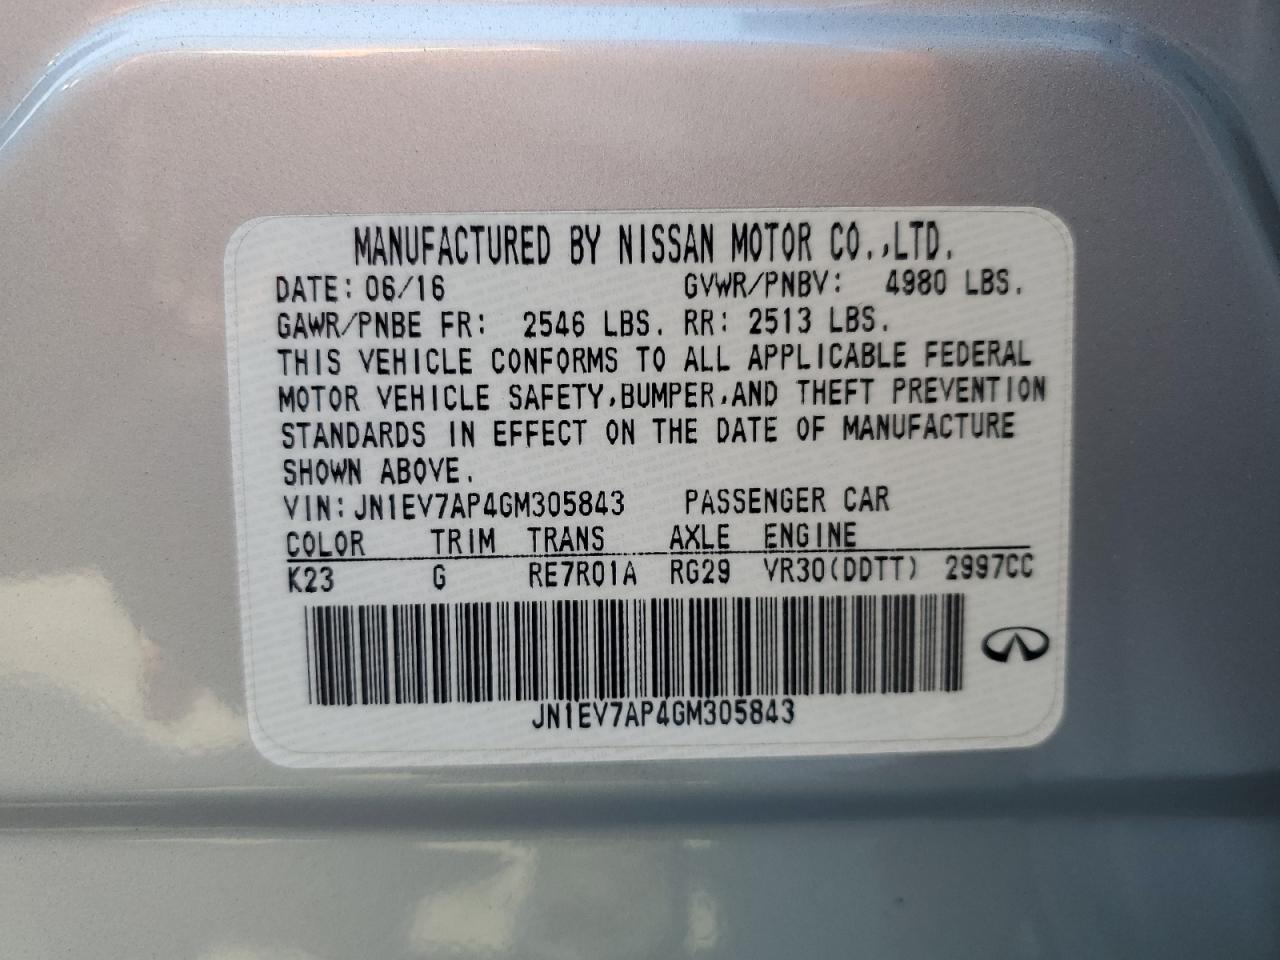 MANUFACTURED BY NISSAN MOTOR CO.,LTD.
DATE: 06/16 GVWR/PNBV: 4980 LBS.
GAWR/PNBE FR: 2546 LBS. RR: 2513 LBS.
THIS VEHICLE CONFORMS TO ALL APPLICABLE FEDERAL
MOTOR VEHICLE SAFETY,BUMPER,AND THEFT PREVENTION
STANDARDS IN EFFECT ON THE DATE OF MANUFACTURE
SHOWN ABOVE.
VIN:JN1EV7AP4GM305843 PASSENGER CAR
COLOR TRIM TRANS AXLE ENGINE
K23 G RE7R01A RG29 VR30(DDTT) 2997CC
JN1EV7AP4GM305843